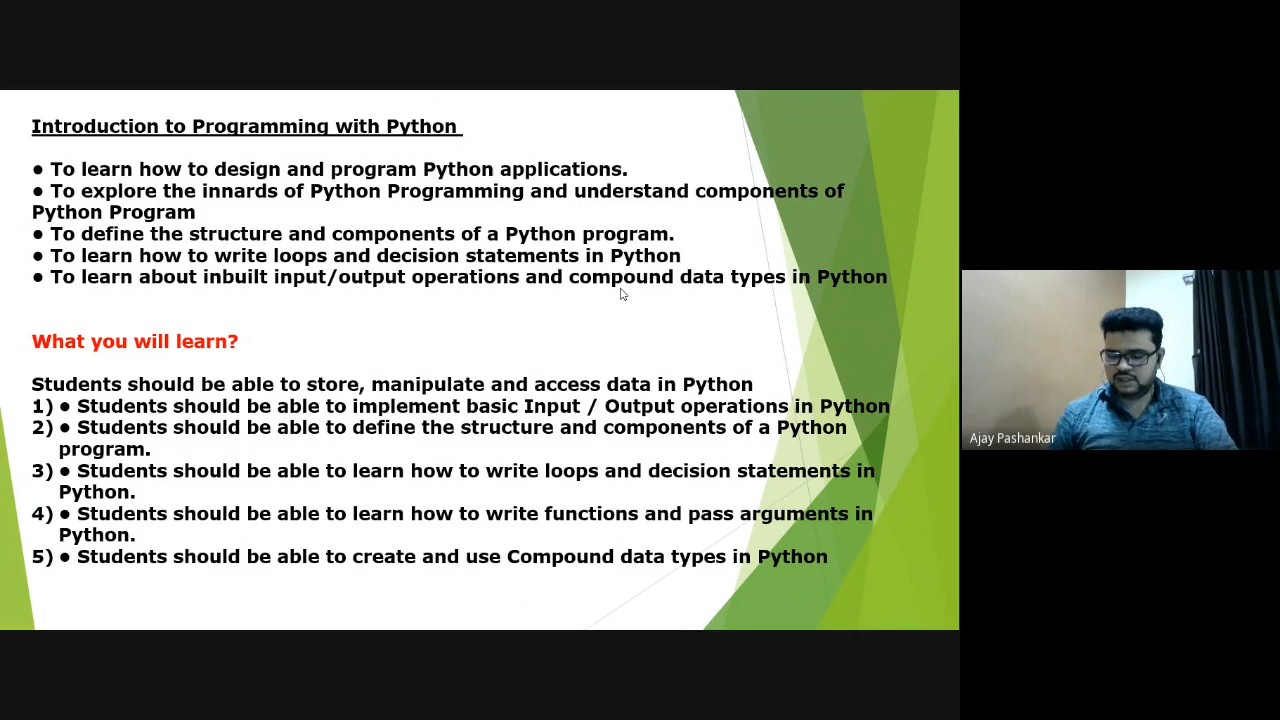 Introduction to Programming with Python
● To learn how to design and program Python applications.
● To explore the innards of Python Programming and understand components of
Python Program
● To define the structure and components of a Python program.
● To learn how to write loops and decision statements in Python
● To learn about inbuilt input/output operations and compound data types in Python
What you will learn?
Students should be able to store, manipulate and access data in Python
1) ● Students should be able to implement basic Input / Output operations in Python
2) ● Students should be able to define the structure and components of a Python
program.
3) ● Students should be able to learn how to write loops and decision statements in
Python.
4) ● Students should be able to learn how to write functions and pass arguments in
Python.
5) ● Students should be able to create and use Compound data types in Python
Ajay Pashankar